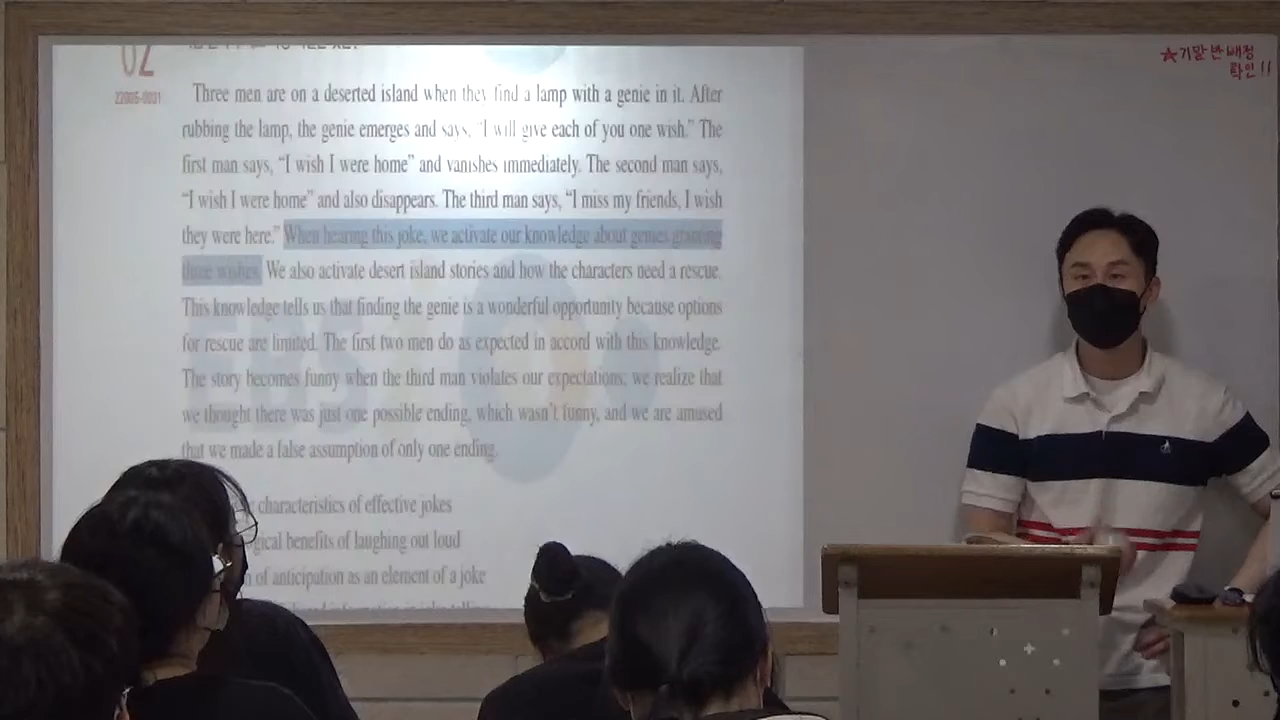 02
22005-0031
Three men are on a deserted island when they find a lamp with a genie in it. After
rubbing the lamp, the genie emerges and says, “I will give each of you one wish.” The
first man says, “I wish I were home” and vanishes immediately. The second man says,
“I wish I were home” and also disappears. The third man says, “I miss my friends, I wish
they were here.” When hearing this joke, we activate our knowledge about genies granting
three wishes. We also activate desert island stories and how the characters need a rescue.
This knowledge tells us that finding the genie is a wonderful opportunity because options
for rescue are limited. The first two men do as expected in accord with this knowledge.
The story becomes funny when the third man violates our expectations; we realize that
we thought there was just one possible ending, which wasn’t funny, and we are amused
that we made a false assumption of only one ending.
characteristics of effective jokes
benefits of laughing out loud
of anticipation as an element of a joke
EBS
★기말 반 배정
확인!!